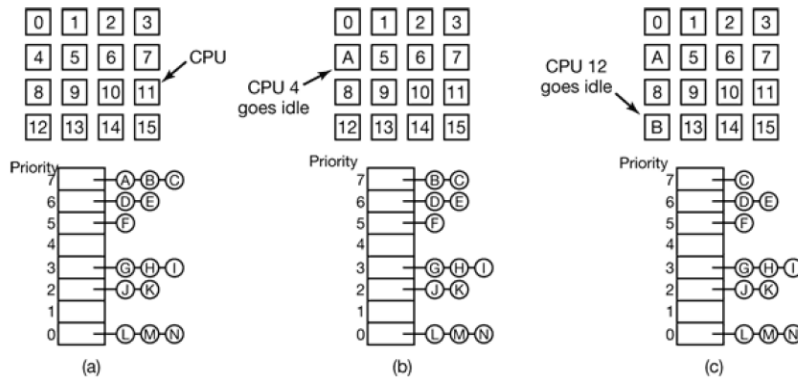 0 1 2 3
4 5 6 7
8 9 10 11
12 13 14 15
CPU
Priority
7 A B C
6 D E
5 F
4
3 G H I
2 J K
1
0 L M N
(a)
0 1 2 3
A 5 6 7
8 9 10 11
12 13 14 15
CPU 4
goes idle
Priority
7 B C
6 D E
5 F
4
3 G H I
2 J K
1
0 L M N
(b)
0 1 2 3
A 5 6 7
8 9 10 11
B 13 14 15
CPU 12
goes idle
Priority
7 C
6 D E
5 F
4
3 G H I
2 J K
1
0 L M N
(c)